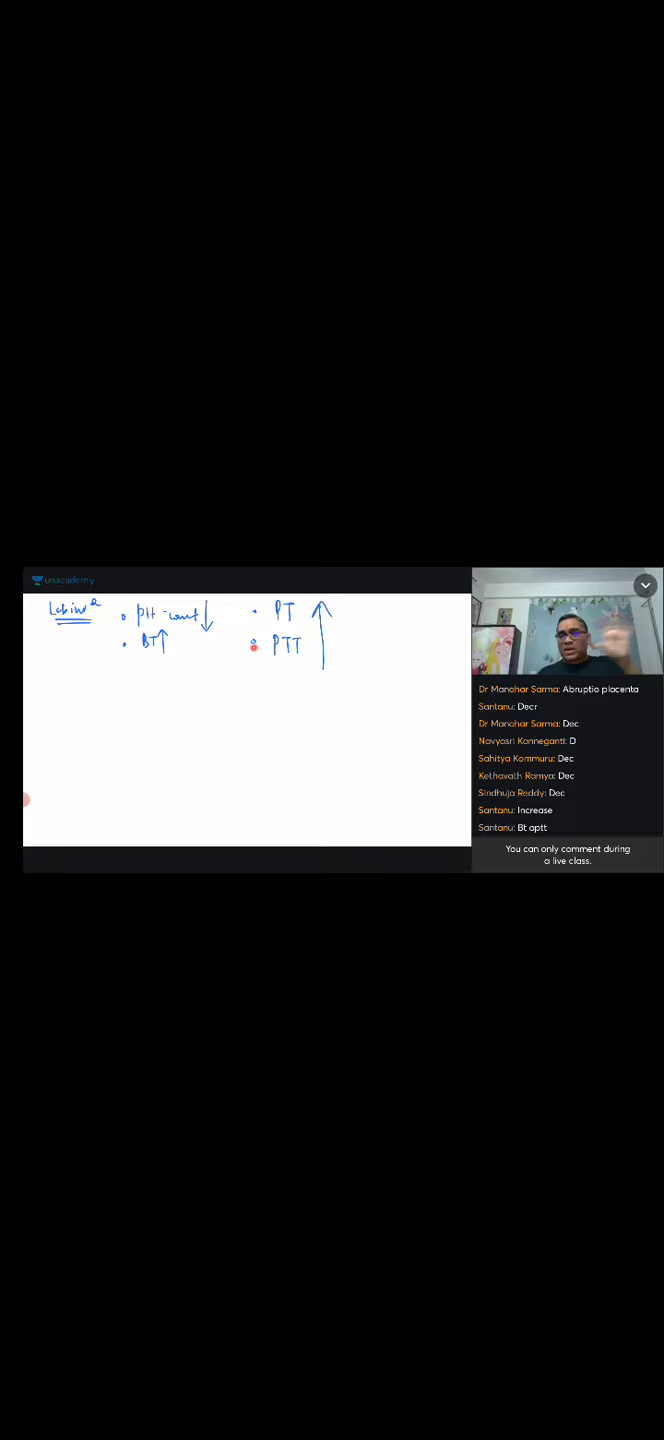 unacademy
Lab inv
• plt - count ↓ • PT ↑
• BT ↑ • PTT
Dr Manohar Sarma: Abruptio placenta
Santanu: Decr
Dr Manohar Sarma: Dec
Navyasri Kanneganti: D
Sahitya Kommuru: Dec
Kethavath Ramya: Dec
Sindhuja Reddy: Dec
Santanu: Increase
Santanu: Bt aptt
You can only comment during
a live class.